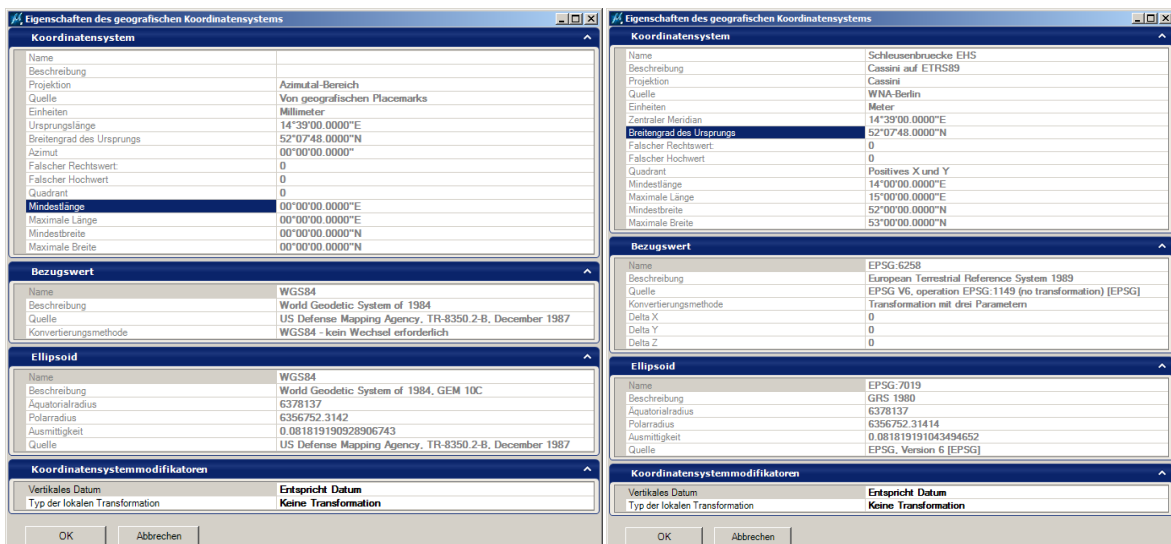 Eigenschaften des geografischen Koordinatensystems
Koordinatensystem
Name
Beschreibung
Projektion Azimutal-Bereich
Quelle Von geografischen Placemarks
Einheiten Millimeter
Ursprungslänge 14°39'00.0000"E
Breitengrad des Ursprungs 52°07'48.0000"N
Azimut 00°00'00.0000"
Falscher Rechtswert: 0
Falscher Hochwert 0
Quadrant 0
Mindestlänge 00°00'00.0000"E
Maximale Länge 00°00'00.0000"E
Mindestbreite 00°00'00.0000"N
Maximale Breite 00°00'00.0000"N
Bezugswert
Name WGS84
Beschreibung World Geodetic System of 1984
Quelle US Defense Mapping Agency, TR-8350.2-B, December 1987
Konvertierungsmethode WGS84 - kein Wechsel erforderlich
Ellipsoid
Name WGS84
Beschreibung World Geodetic System of 1984, GEM 10C
Äquatorialradius 6378137
Polarradius 6356752.3142
Ausmittigkeit 0.081819190928906743
Quelle US Defense Mapping Agency, TR-8350.2-B, December 1987
Koordinatensystemmodifikatoren
Vertikales Datum Entspricht Datum
Typ der lokalen Transformation Keine Transformation
OK Abbrechen
Eigenschaften des geografischen Koordinatensystems
Koordinatensystem
Name Schleusenbruecke EHS
Beschreibung Cassini auf ETRS89
Projektion Cassini
Quelle WNA-Berlin
Einheiten Meter
Zentraler Meridian 14°39'00.0000"E
Breitengrad des Ursprungs 52°07'48.0000"N
Falscher Rechtswert: 0
Falscher Hochwert 0
Quadrant Positives X und Y
Mindestlänge 14°00'00.0000"E
Maximale Länge 15°00'00.0000"E
Mindestbreite 52°00'00.0000"N
Maximale Breite 53°00'00.0000"N
Bezugswert
Name EPSG:6258
Beschreibung European Terrestrial Reference System 1989
Quelle EPSG V6, operation EPSG:1149 (no transformation) [EPSG]
Konvertierungsmethode Transformation mit drei Parametern
Delta X 0
Delta Y 0
Delta Z 0
Ellipsoid
Name EPSG:7019
Beschreibung GRS 1980
Äquatorialradius 6378137
Polarradius 6356752.31414
Ausmittigkeit 0.081819191043494652
Quelle EPSG, Version 6 [EPSG]
Koordinatensystemmodifikatoren
Vertikales Datum Entspricht Datum
Typ der lokalen Transformation Keine Transformation
OK Abbrechen